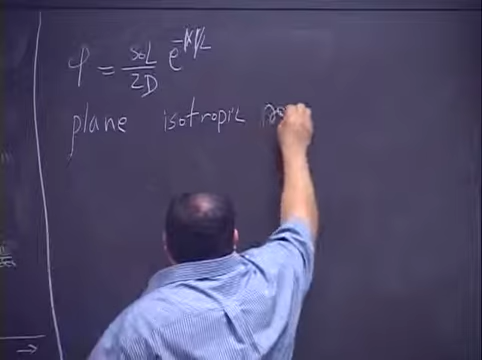 φ = S₀L/2D e^-|x|/L
plane isotropic